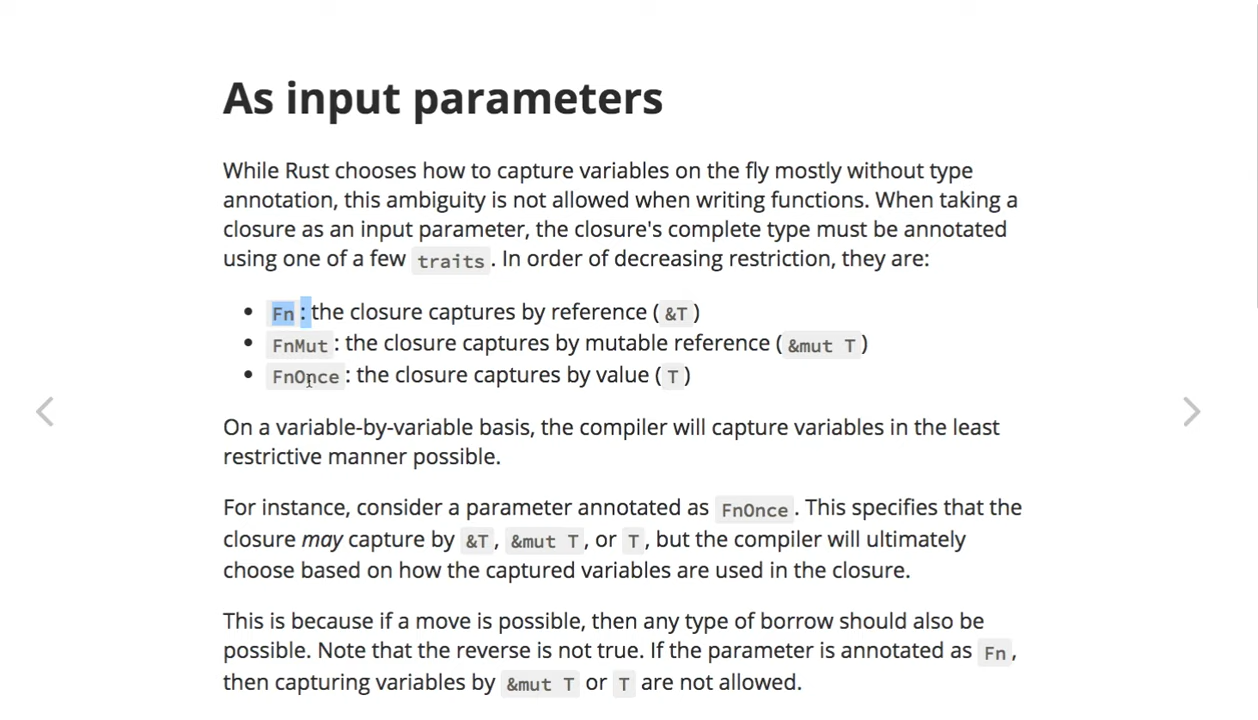 As input parameters
While Rust chooses how to capture variables on the fly mostly without type
annotation, this ambiguity is not allowed when writing functions. When taking a
closure as an input parameter, the closure's complete type must be annotated
using one of a few traits. In order of decreasing restriction, they are:
• Fn: the closure captures by reference (&T)
• FnMut: the closure captures by mutable reference (&mut T)
• FnOnce: the closure captures by value (T)
On a variable-by-variable basis, the compiler will capture variables in the least
restrictive manner possible.
For instance, consider a parameter annotated as FnOnce. This specifies that the
closure may capture by &T, &mut T, or T, but the compiler will ultimately
choose based on how the captured variables are used in the closure.
This is because if a move is possible, then any type of borrow should also be
possible. Note that the reverse is not true. If the parameter is annotated as Fn,
then capturing variables by &mut T or T are not allowed.